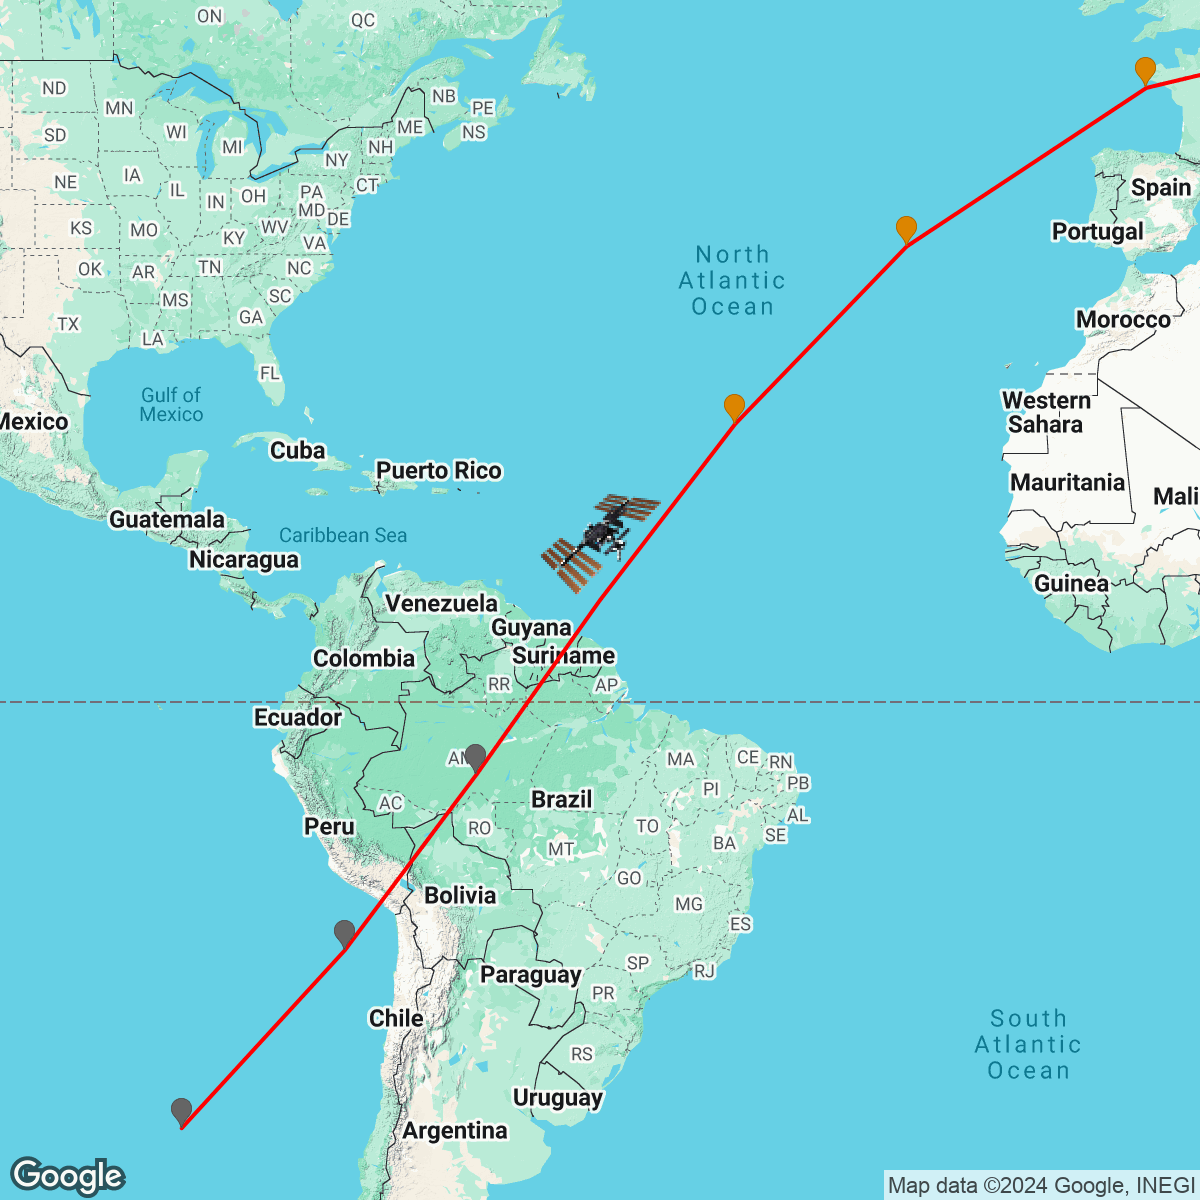 ON
QC
ND
MN
NB
PE
SD
WI
ME
NS
MI
NH
NY
NE
IA
CT
Spain
IL
IN
OH
PA
MD
DE
KS
MO
WV
Portugal
KY
VA
North
Atlantic
Ocean
OK
AR
TN
NC
MS
SC
TX
GA
Morocco
LA
FL
Gulf of
Mexico
Western
Sahara
Mexico
Cuba
Puerto Rico
Mauritania
Mali
Guatemala
Caribbean Sea
Nicaragua
Guinea
Venezuela
Guyana
Colombia
Suriname
RR
AP
Ecuador
AM
MA
CE
RN
PI
PB
AC
Brazil
AL
Peru
RO
TO
SE
MT
BA
GO
Bolivia
MG
ES
SP
RJ
Paraguay
PR
Chile
South
Atlantic
Ocean
RS
Uruguay
Argentina
Google
Map data ©2024 Google, INEGI